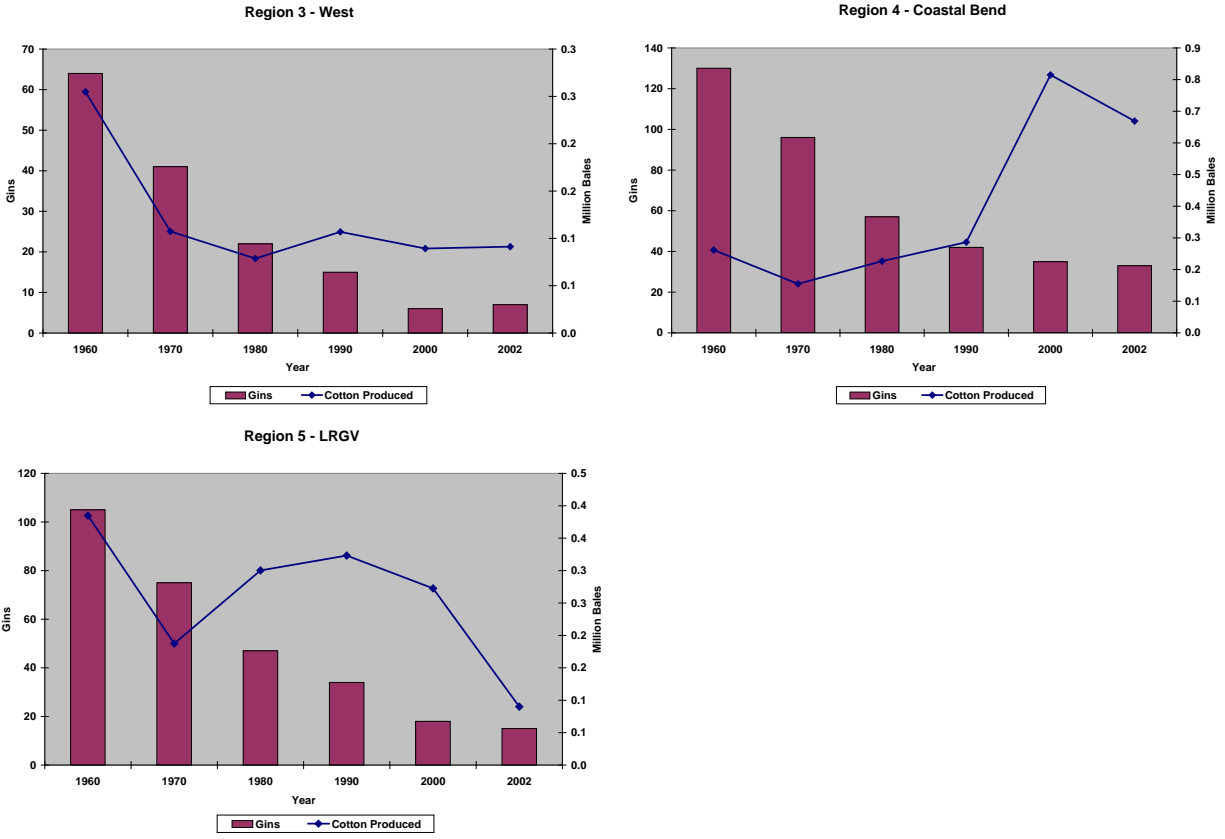 Region 3 - West
70
60
50
40
30
20
10
0
Gins
0.3
0.3
0.2
0.2
0.1
0.1
0.0
Million Bales
1960 1970 1980 1990 2000 2002
Year
Gins Cotton Produced
Region 4 - Coastal Bend
140
120
100
80
60
40
20
0
Gins
0.9
0.8
0.7
0.6
0.5
0.4
0.3
0.2
0.1
0.0
Million Bales
1960 1970 1980 1990 2000 2002
Year
Gins Cotton Produced
Region 5 - LRGV
120
100
80
60
40
20
0
Gins
0.5
0.4
0.4
0.3
0.3
0.2
0.2
0.1
0.1
0.0
Million Bales
1960 1970 1980 1990 2000 2002
Year
Gins Cotton Produced